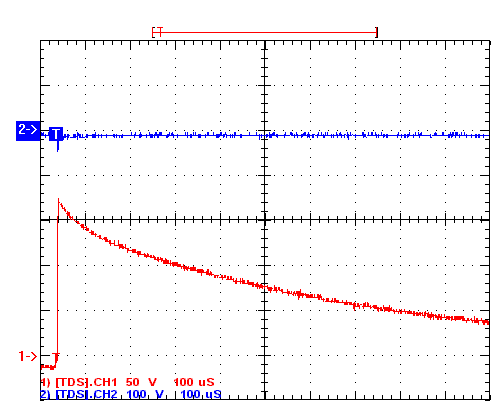 T
2->
T
1->
T
1) [TDS].CH1 50 V 100 uS
2) [TDS].CH2 100 V 100 uS